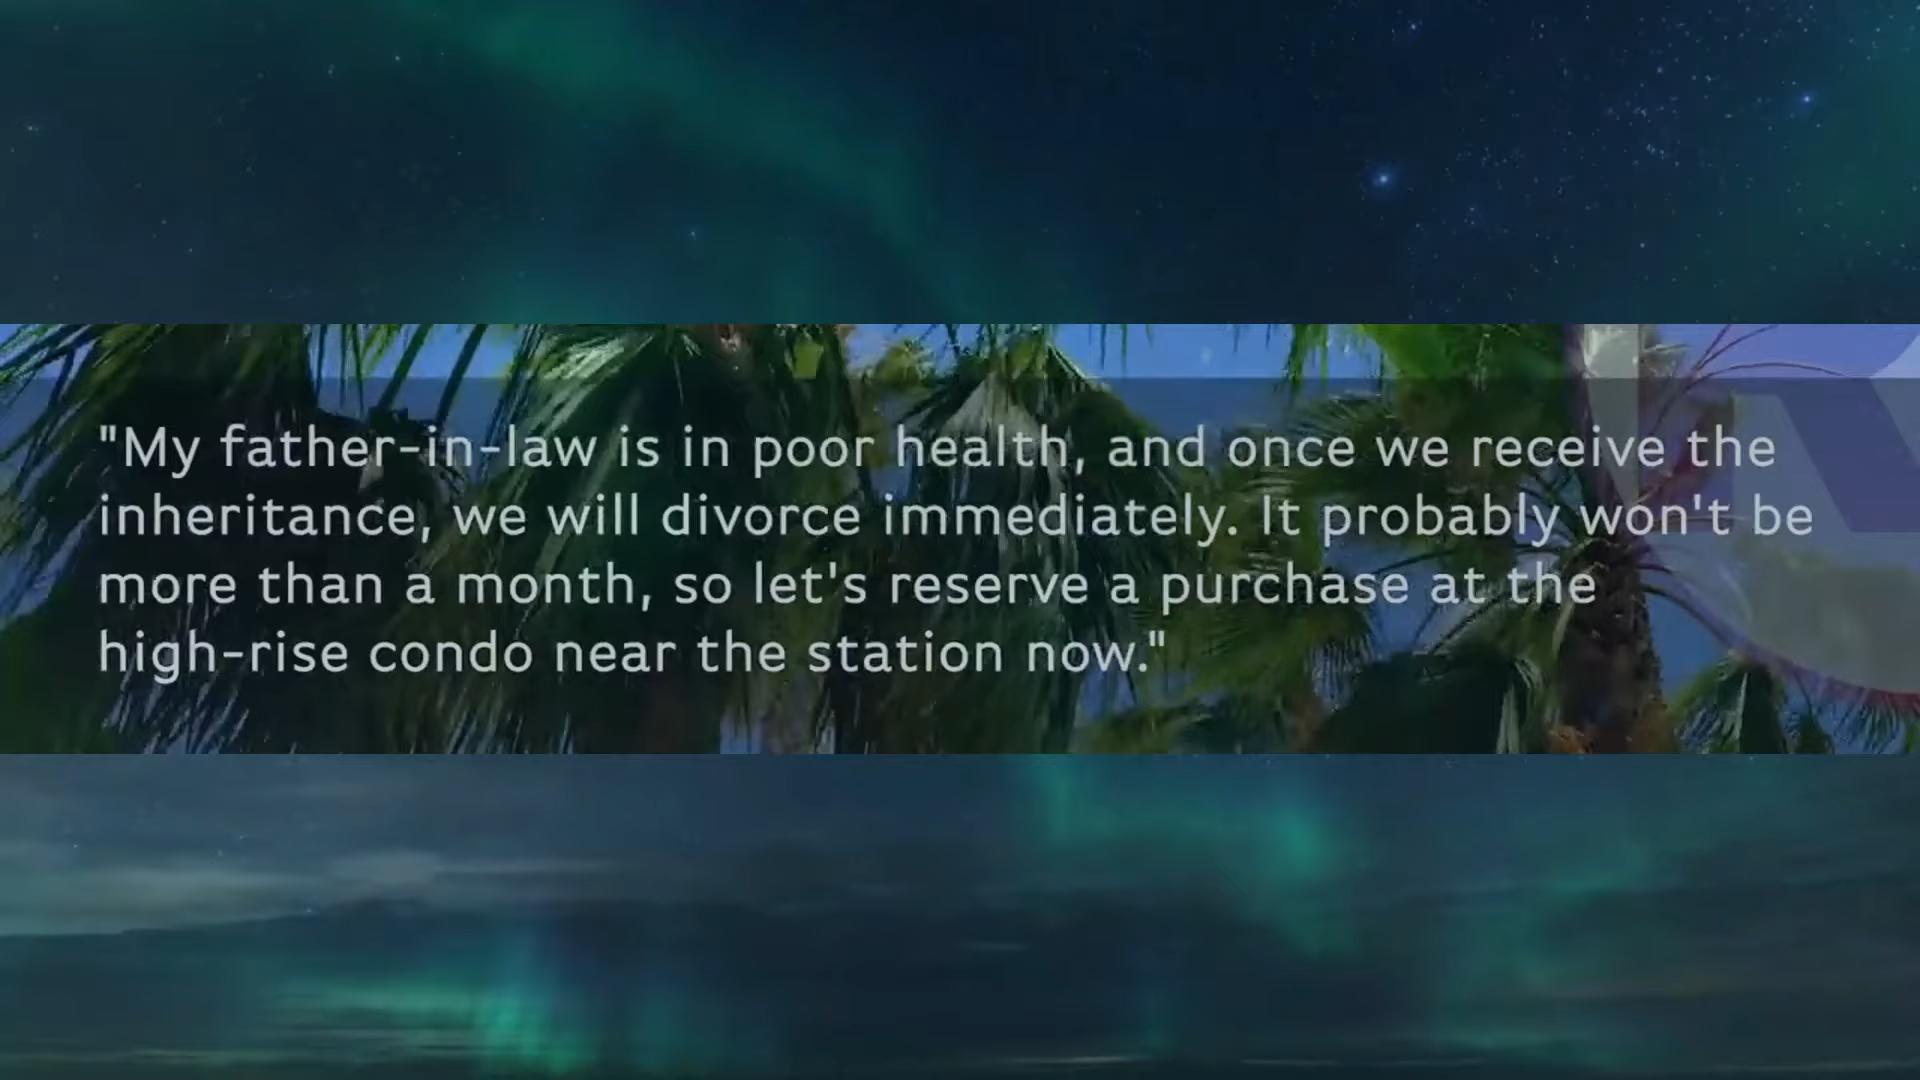 "My father-in-law is in poor health, and once we receive the
inheritance, we will divorce immediately. It probably won't be
more than a month, so let's reserve a purchase at the
high-rise condo near the station now."